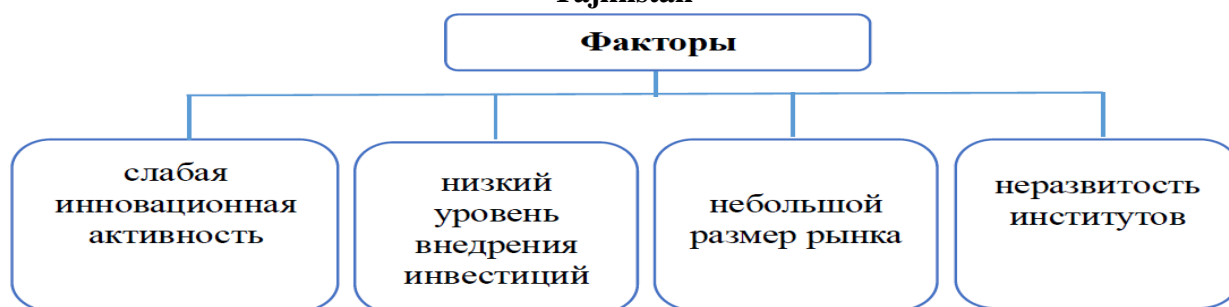 Факторы
слабая
инновационная
активность
низкий
уровень
внедрения
инвестиций
небольшой
размер рынка
неразвитость
институтов